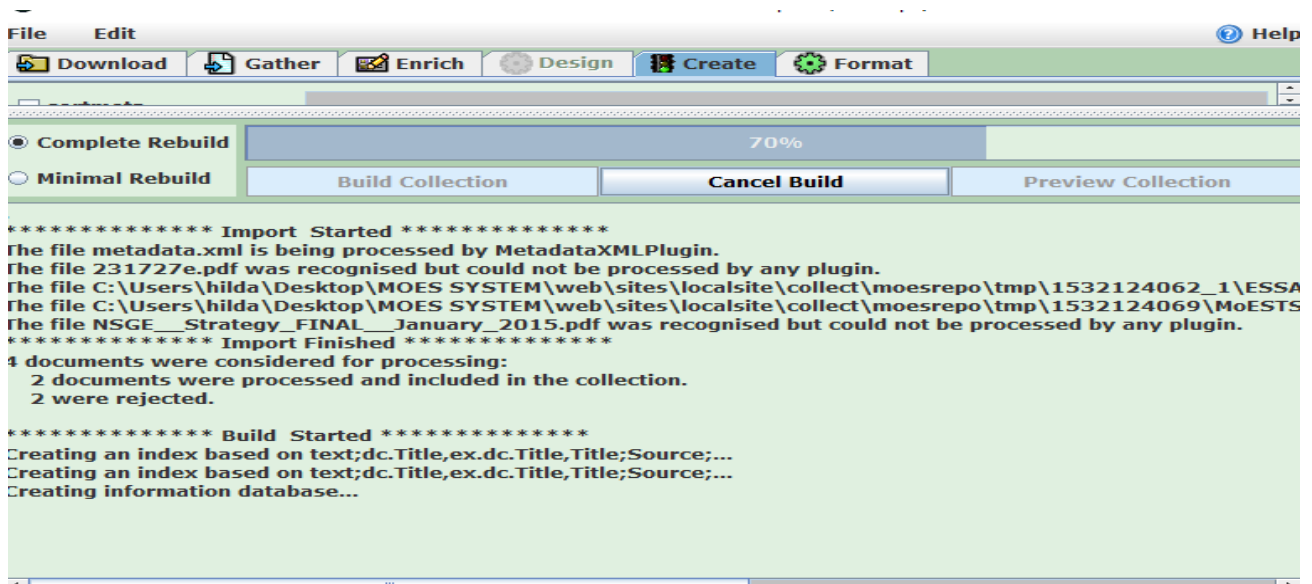 File Edit Help
Download Gather Enrich Design Create Format
Complete Rebuild 70%
Minimal Rebuild Build Collection Cancel Build Preview Collection
************** Import Started **************
The file metadata.xml is being processed by MetadataXMLPlugin.
The file 231727e.pdf was recognised but could not be processed by any plugin.
The file C:\Users\hilda\Desktop\MOES SYSTEM\web\sites\localsite\collect\moesrepo\tmp\1532124062_1\ESSA
The file C:\Users\hilda\Desktop\MOES SYSTEM\web\sites\localsite\collect\moesrepo\tmp\1532124069\MoESTS
The file NSGE__Strategy_FINAL__January_2015.pdf was recognised but could not be processed by any plugin.
************** Import Finished **************
4 documents were considered for processing:
2 documents were processed and included in the collection.
2 were rejected.
************** Build Started **************
Creating an index based on text;dc.Title,ex.dc.Title,Title;Source;...
Creating an index based on text;dc.Title,ex.dc.Title,Title;Source;...
Creating information database...